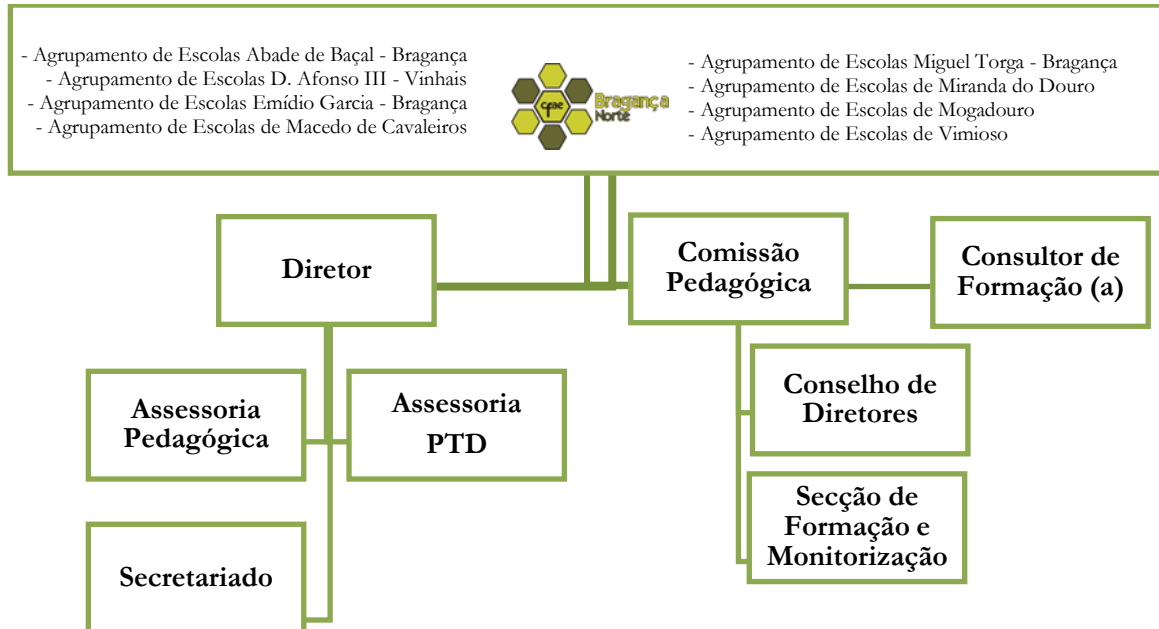 - Agrupamento de Escolas Abade de Baçal - Bragança
- Agrupamento de Escolas D. Afonso III - Vinhais
- Agrupamento de Escolas Emídio Garcia - Bragança
- Agrupamento de Escolas de Macedo de Cavaleiros
cfae
Bragança
Norte
- Agrupamento de Escolas Miguel Torga - Bragança
- Agrupamento de Escolas de Miranda do Douro
- Agrupamento de Escolas de Mogadouro
- Agrupamento de Escolas de Vimioso
Diretor
Comissão
Pedagógica
Consultor de
Formação (a)
Assessoria
Pedagógica
Assessoria
PTD
Conselho de
Diretores
Secretariado
Secção de
Formação e
Monitorização